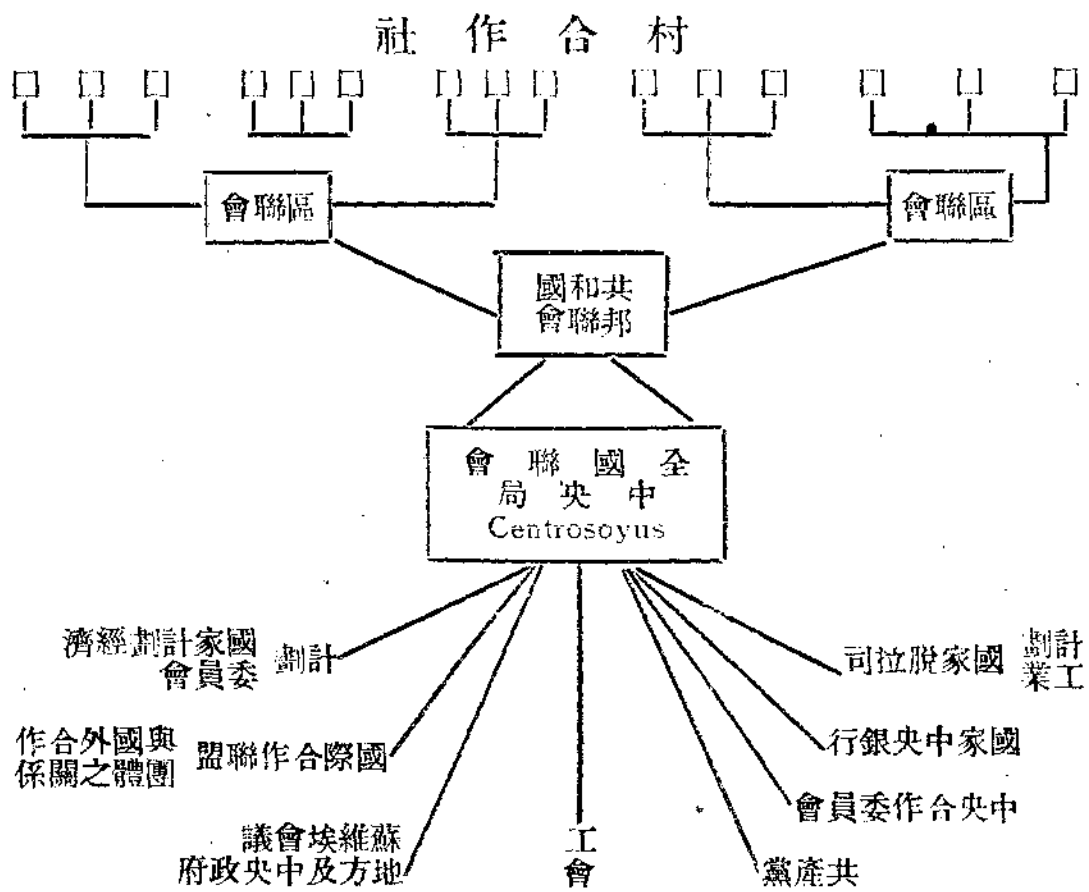 村合作社
區聯會
區聯會
共和國
邦聯會
全國聯會
中央局
Centrosoyus
計劃
工業
國家脫拉司
國家中央銀行
中央合作委員會
共產黨
工會
蘇維埃會議
地方及中央政府
國際合作聯盟
與國外合作
團體之關係
計劃
國家計劃經濟
委員會